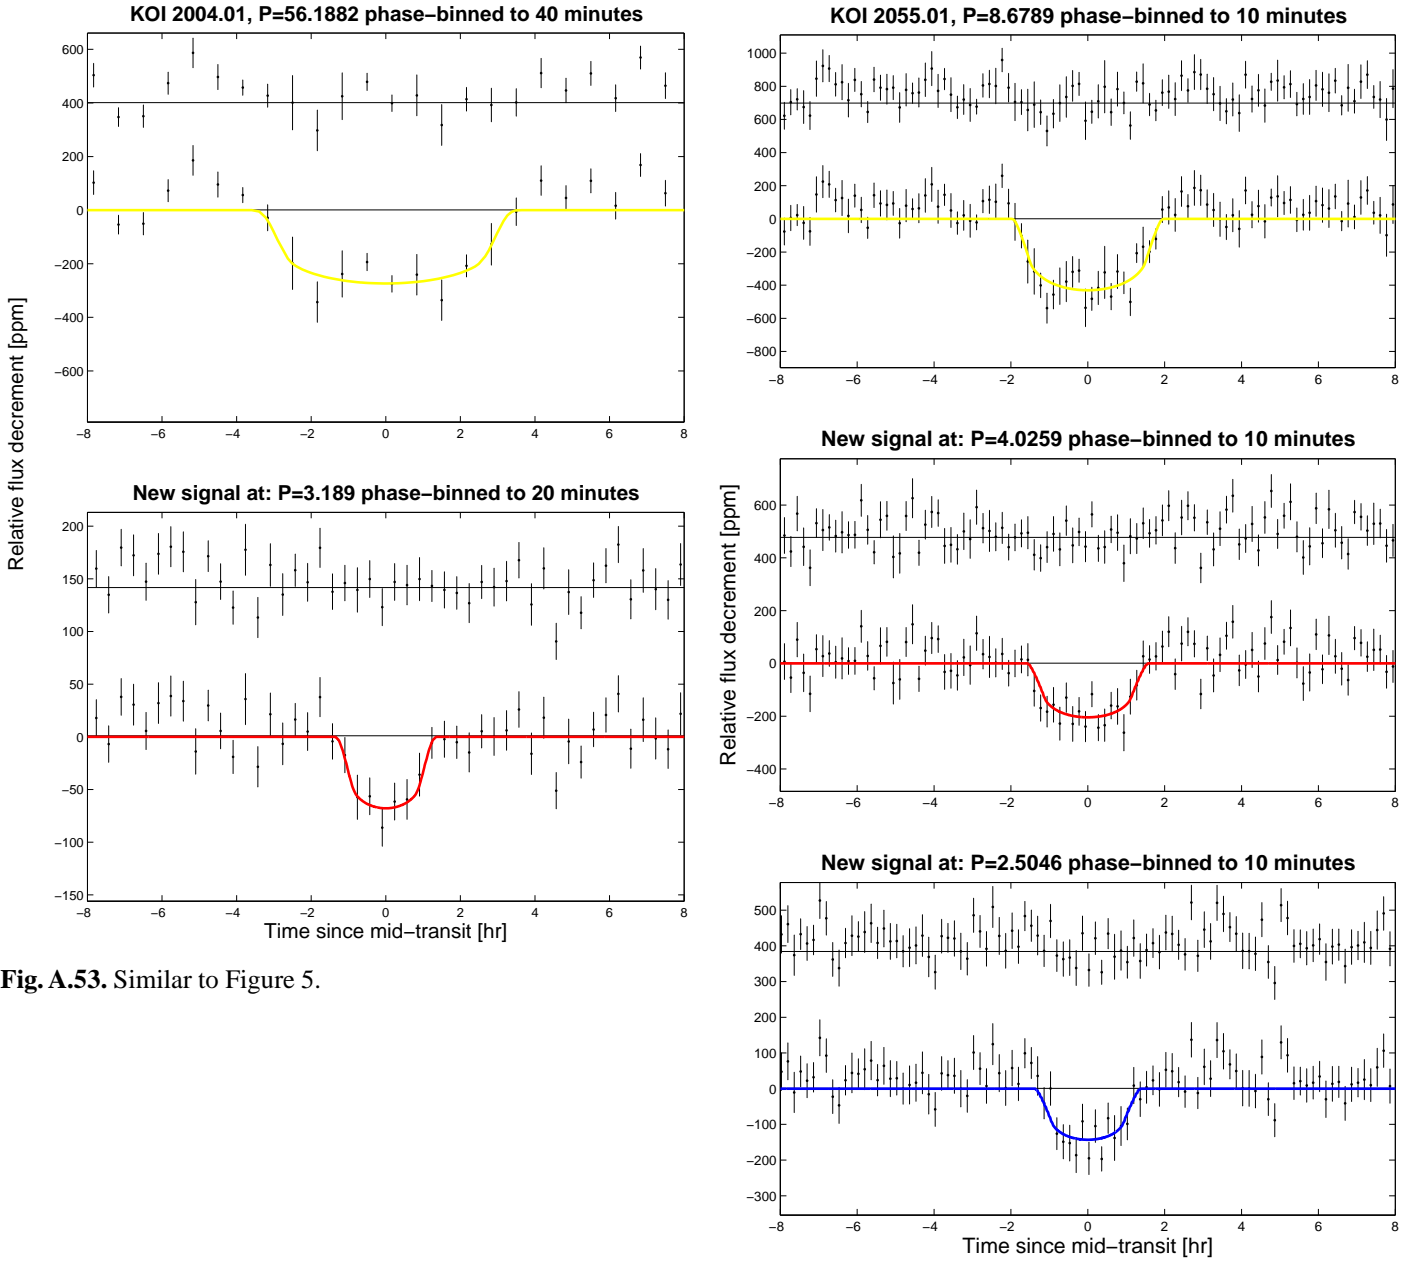 KOI 2004.01, P=56.1882 phase−binned to 40 minutes
600
400
200
0
−200
−400
−600
−8 −6 −4 −2 0 2 4 6 8
New signal at: P=3.189 phase−binned to 20 minutes
200
150
100
50
0
−50
−100
−150
−8 −6 −4 −2 0 2 4 6 8
Time since mid−transit [hr]
Relative flux decrement [ppm]
Fig. A.53. Similar to Figure 5.
KOI 2055.01, P=8.6789 phase−binned to 10 minutes
1000
800
600
400
200
0
−200
−400
−600
−800
−8 −6 −4 −2 0 2 4 6 8
New signal at: P=4.0259 phase−binned to 10 minutes
600
400
200
0
−200
−400
−8 −6 −4 −2 0 2 4 6 8
Relative flux decrement [ppm]
New signal at: P=2.5046 phase−binned to 10 minutes
500
400
300
200
100
0
−100
−200
−300
−8 −6 −4 −2 0 2 4 6 8
Time since mid−transit [hr]